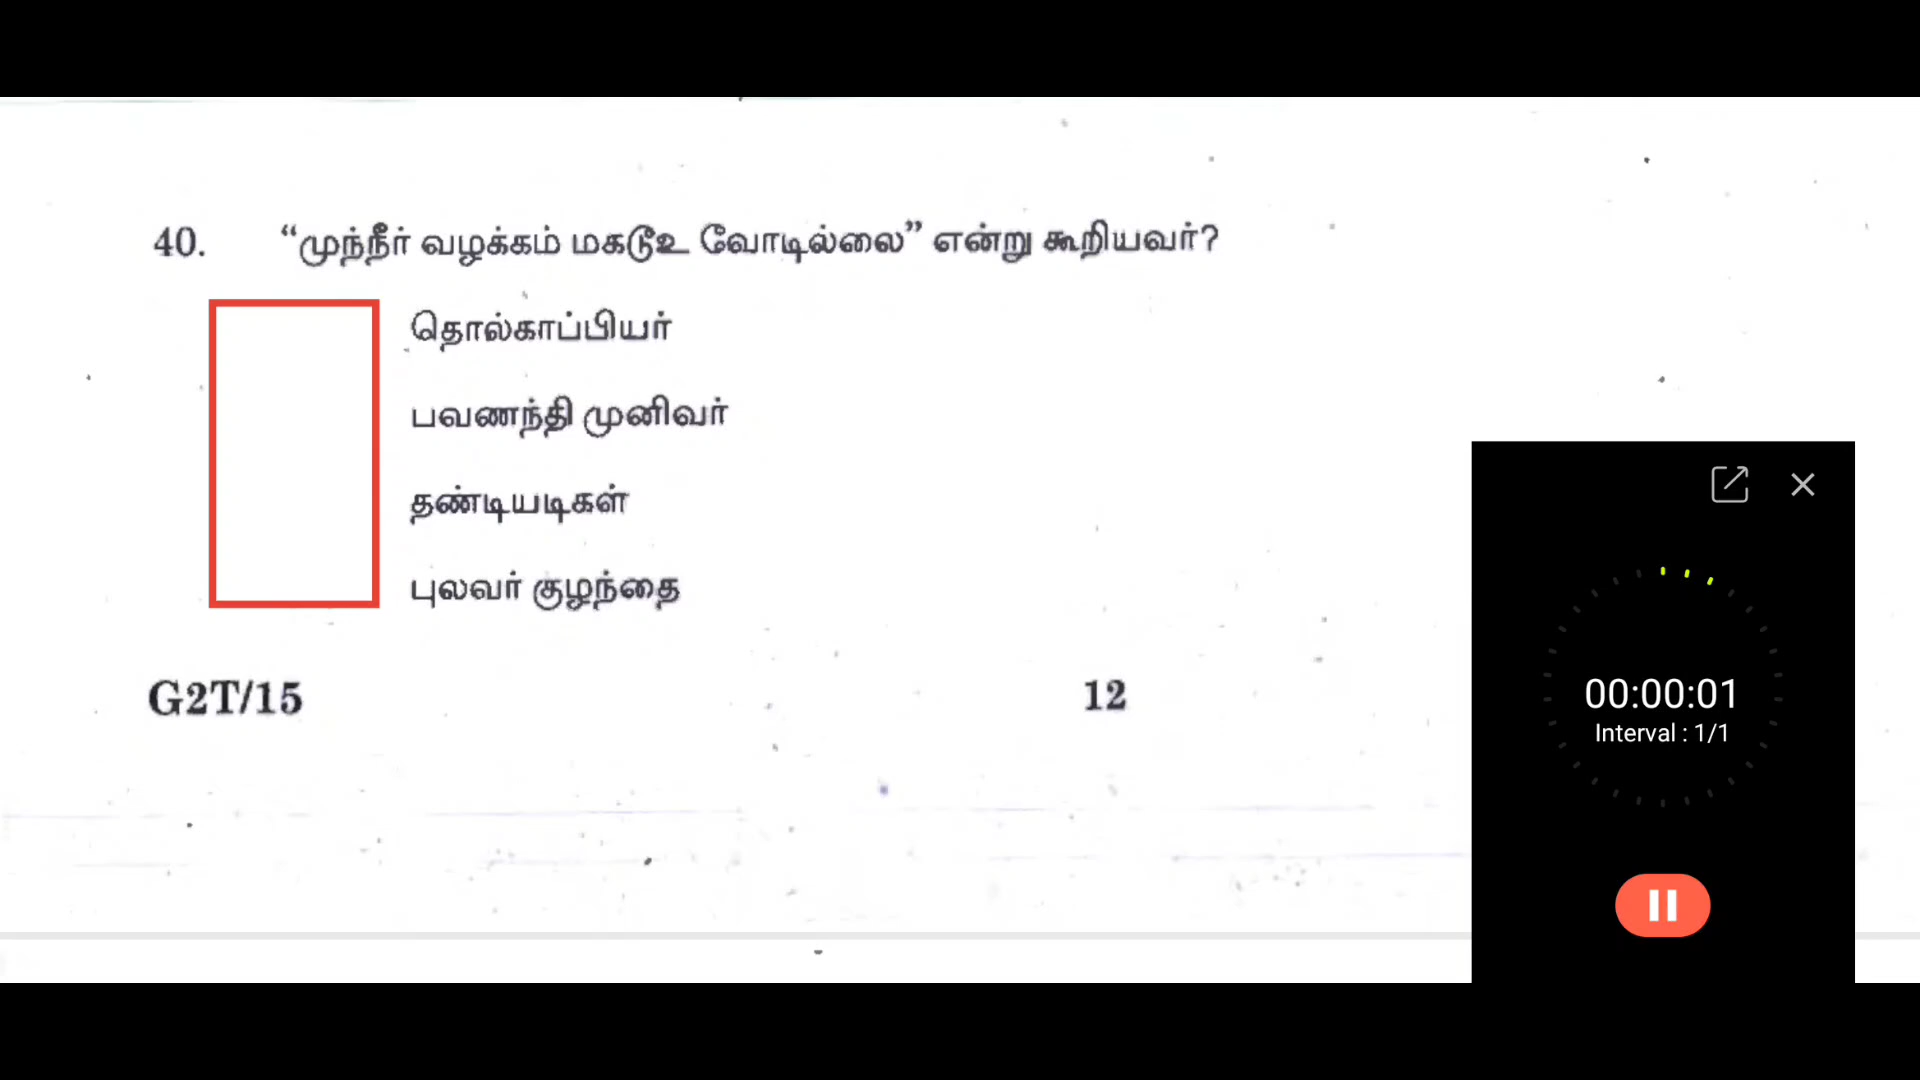 40. “முந்நீர் வழக்கம் மகடூஉ வோடில்லை” என்று கூறியவர்?
தொல்காப்பியர்
பவணந்தி முனிவர்
தண்டியடிகள்
புலவர் குழந்தை
G2T/15 12
00:00:01
Interval : 1/1